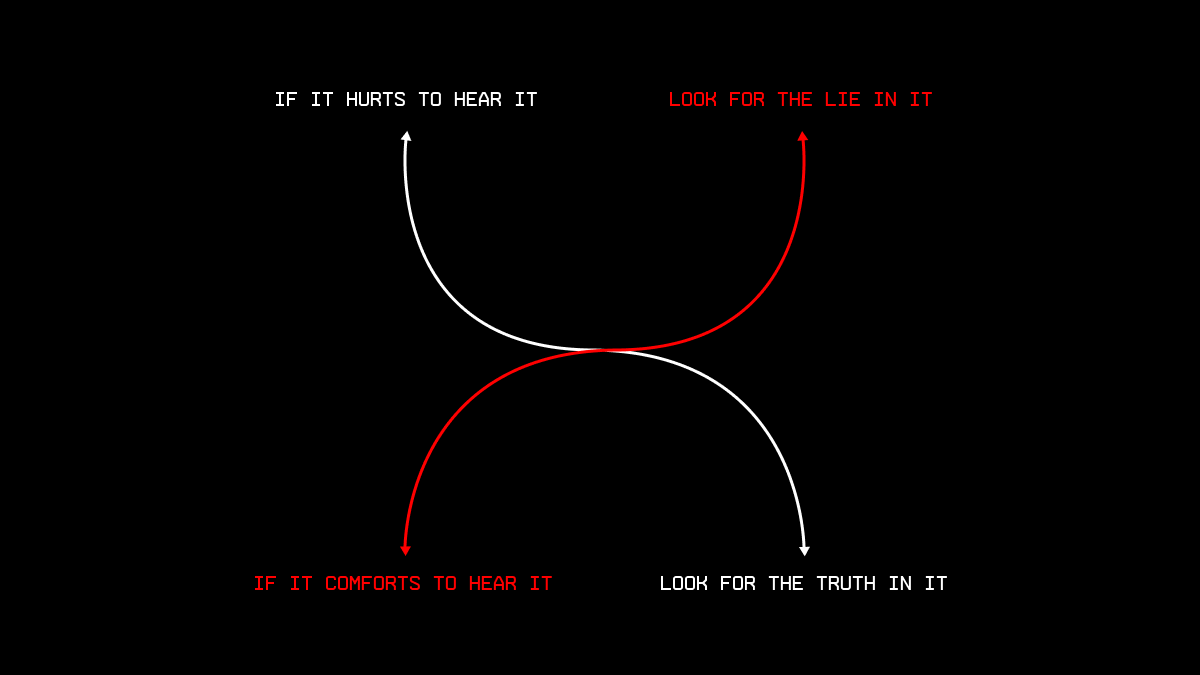 IF IT HURTS TO HEAR IT
LOOK FOR THE LIE IN IT
IF IT COMFORTS TO HEAR IT
LOOK FOR THE TRUTH IN IT